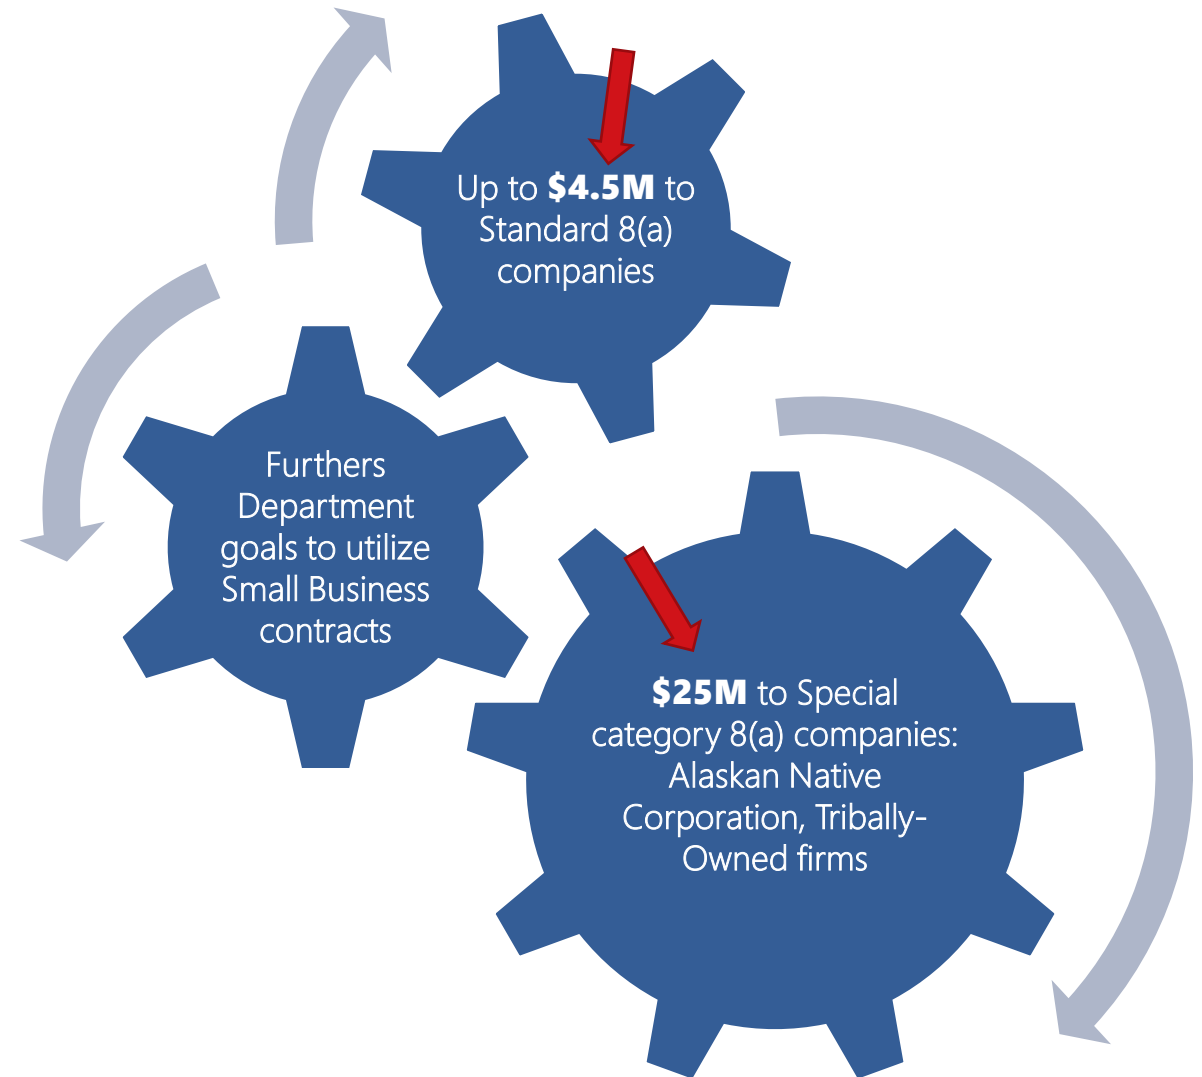 Up to $4.5M to
Standard 8(a)
companies
Furthers
Department
goals to utilize
Small Business
contracts
$25M to Special
category 8(a) companies:
Alaskan Native
Corporation, Tribally-
Owned firms